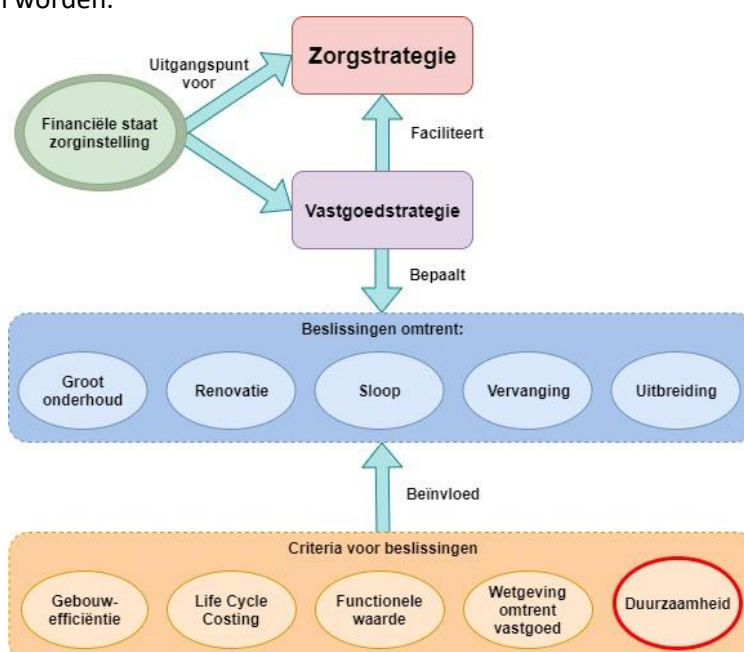 worden.
Zorgstrategie
Uitgangspunt
voor
Financiële staat
zorginstelling
Faciliteert
Vastgoedstrategie
Bepaalt
Beslissingen omtrent:
Groot
onderhoud
Renovatie
Sloop
Vervanging
Uitbreiding
Beïnvloed
Criteria voor beslissingen
Gebouw-
efficiëntie
Life Cycle
Costing
Functionele
waarde
Wetgeving
omtrent
vastgoed
Duurzaamheid